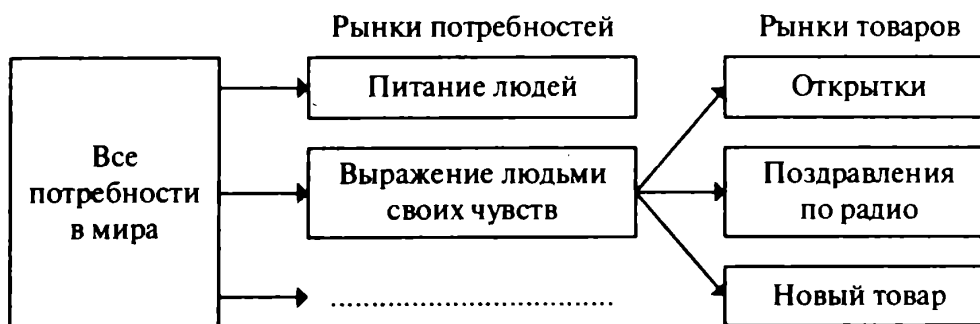 Рынки потребностей
Рынки товаров
Все
потребности
в мира
Питание людей
Выражение людьми
своих чувств
..............................
Открытки
Поздравления
по радио
Новый товар